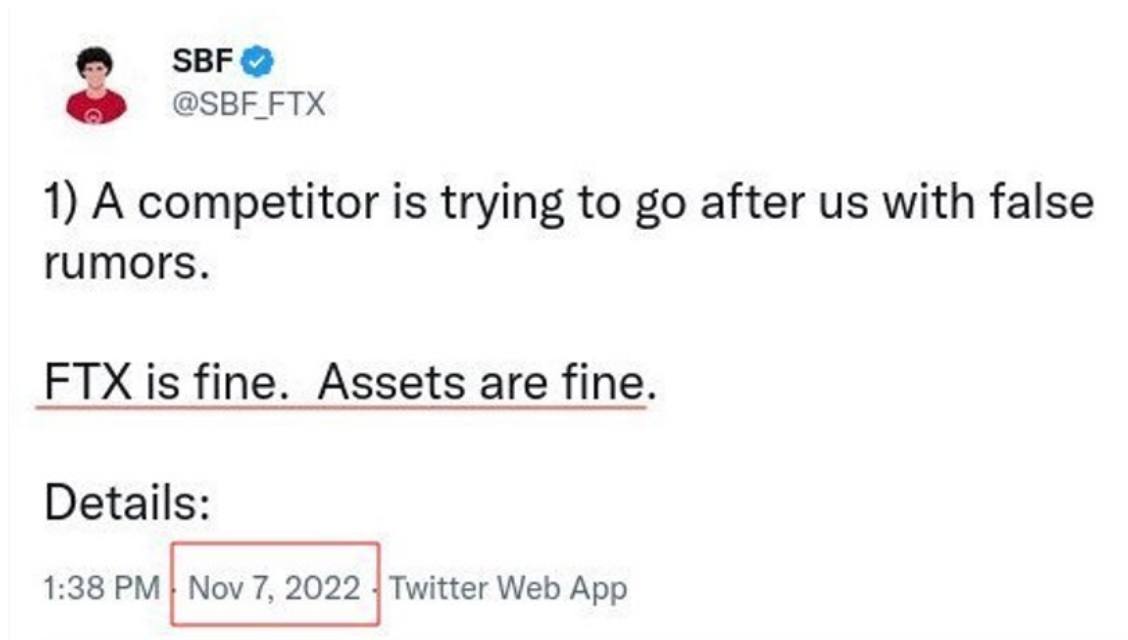 SBF
@SBF_FTX
1) A competitor is trying to go after us with false
rumors.
FTX is fine.  Assets are fine.
Details:
1:38 PM · Nov 7, 2022 · Twitter Web App